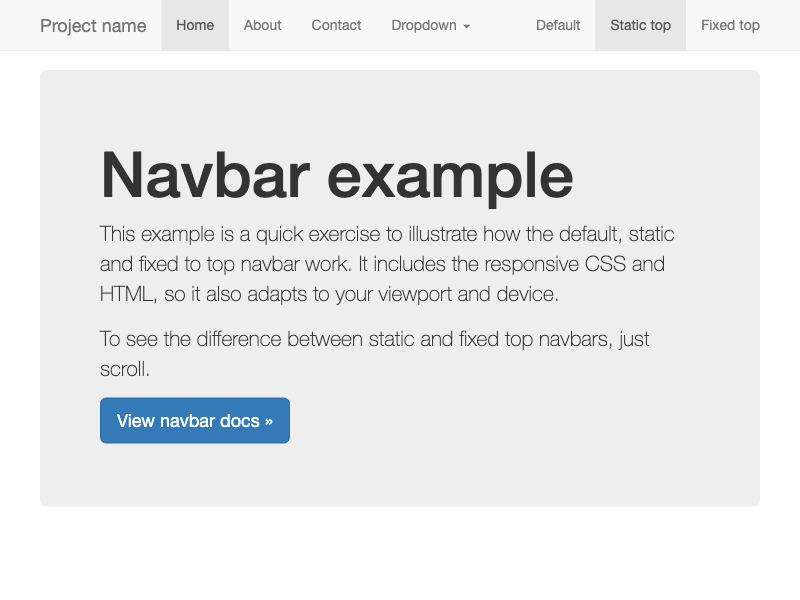 Project name Home About Contact Dropdown Default Static top Fixed top
Navbar example
This example is a quick exercise to illustrate how the default, static
and fixed to top navbar work. It includes the responsive CSS and
HTML, so it also adapts to your viewport and device.
To see the difference between static and fixed top navbars, just
scroll.
View navbar docs »